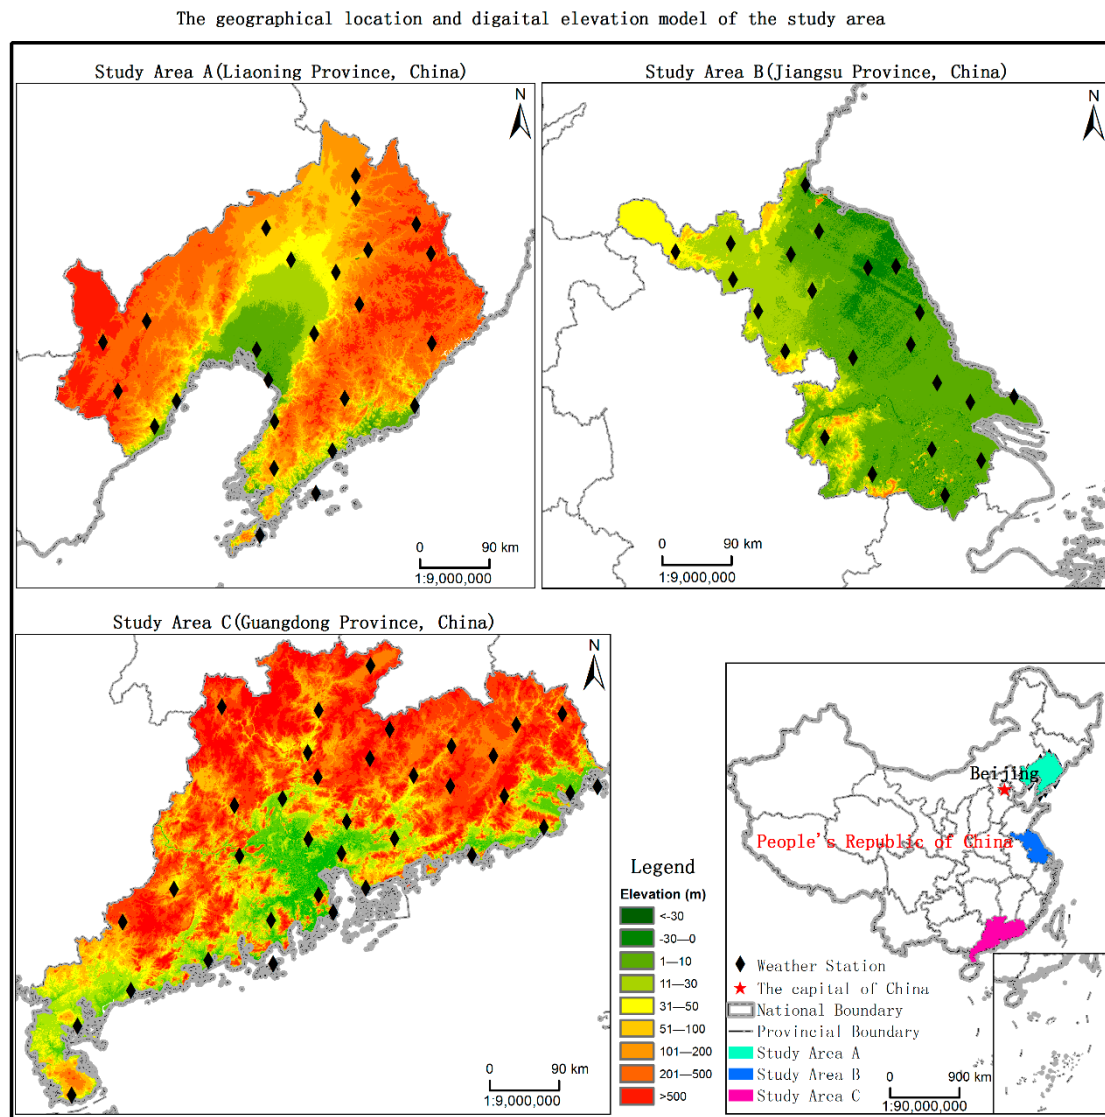 The geographical location and digaital elevation model of the study area
Study Area A(Liaoning Province, China)
N
0 90 km
1:9,000,000
Study Area B(Jiangsu Province, China)
N
0 90 km
1:9,000,000
Study Area C(Guangdong Province, China)
N
0 90 km
1:9,000,000
Legend
Elevation (m)
<-30
-30—0
1—10
11—30
31—50
51—100
101—200
201—500
>500
Beijing
People's Republic of China
Weather Station
The capital of China
National Boundary
Provincial Boundary
Study Area A
Study Area B
Study Area C
0 900 km
1:90,000,000